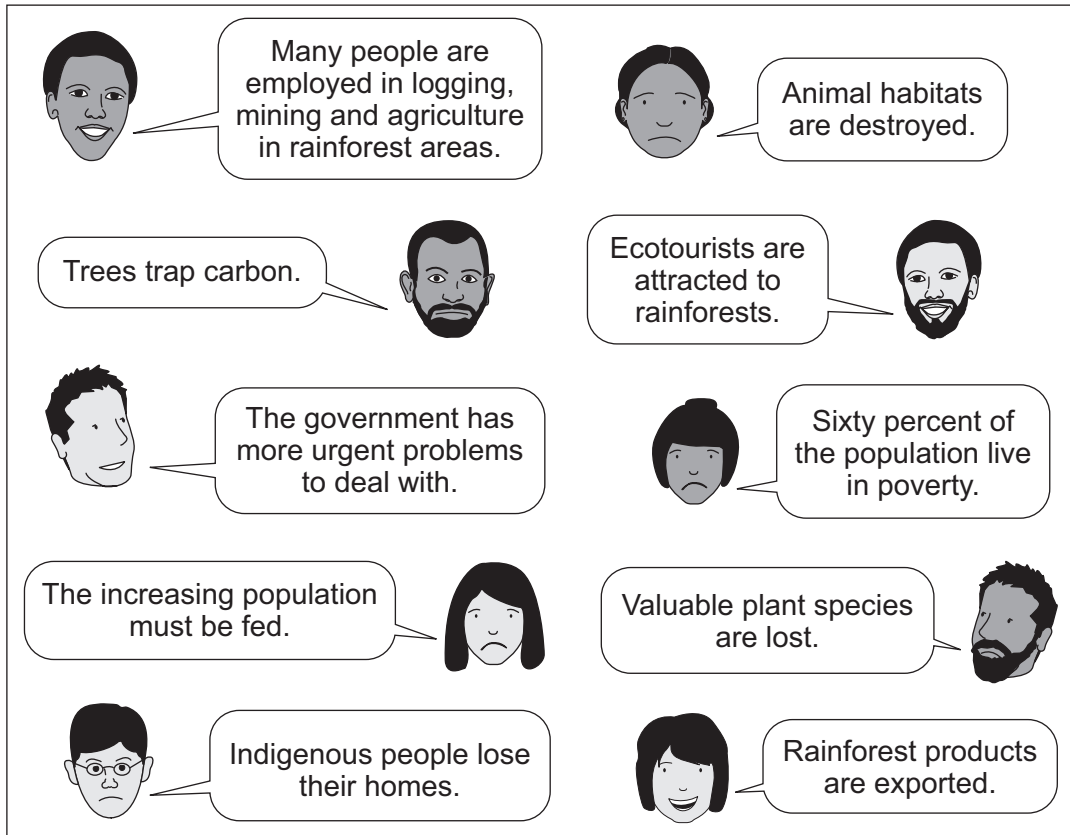 Many people are
employed in logging,
mining and agriculture
in rainforest areas.
Animal habitats
are destroyed.
Trees trap carbon.
Ecotourists are
attracted to
rainforests.
The government has
more urgent problems
to deal with.
Sixty percent of
the population live
in poverty.
The increasing population
must be fed.
Valuable plant species
are lost.
Indigenous people lose
their homes.
Rainforest products
are exported.